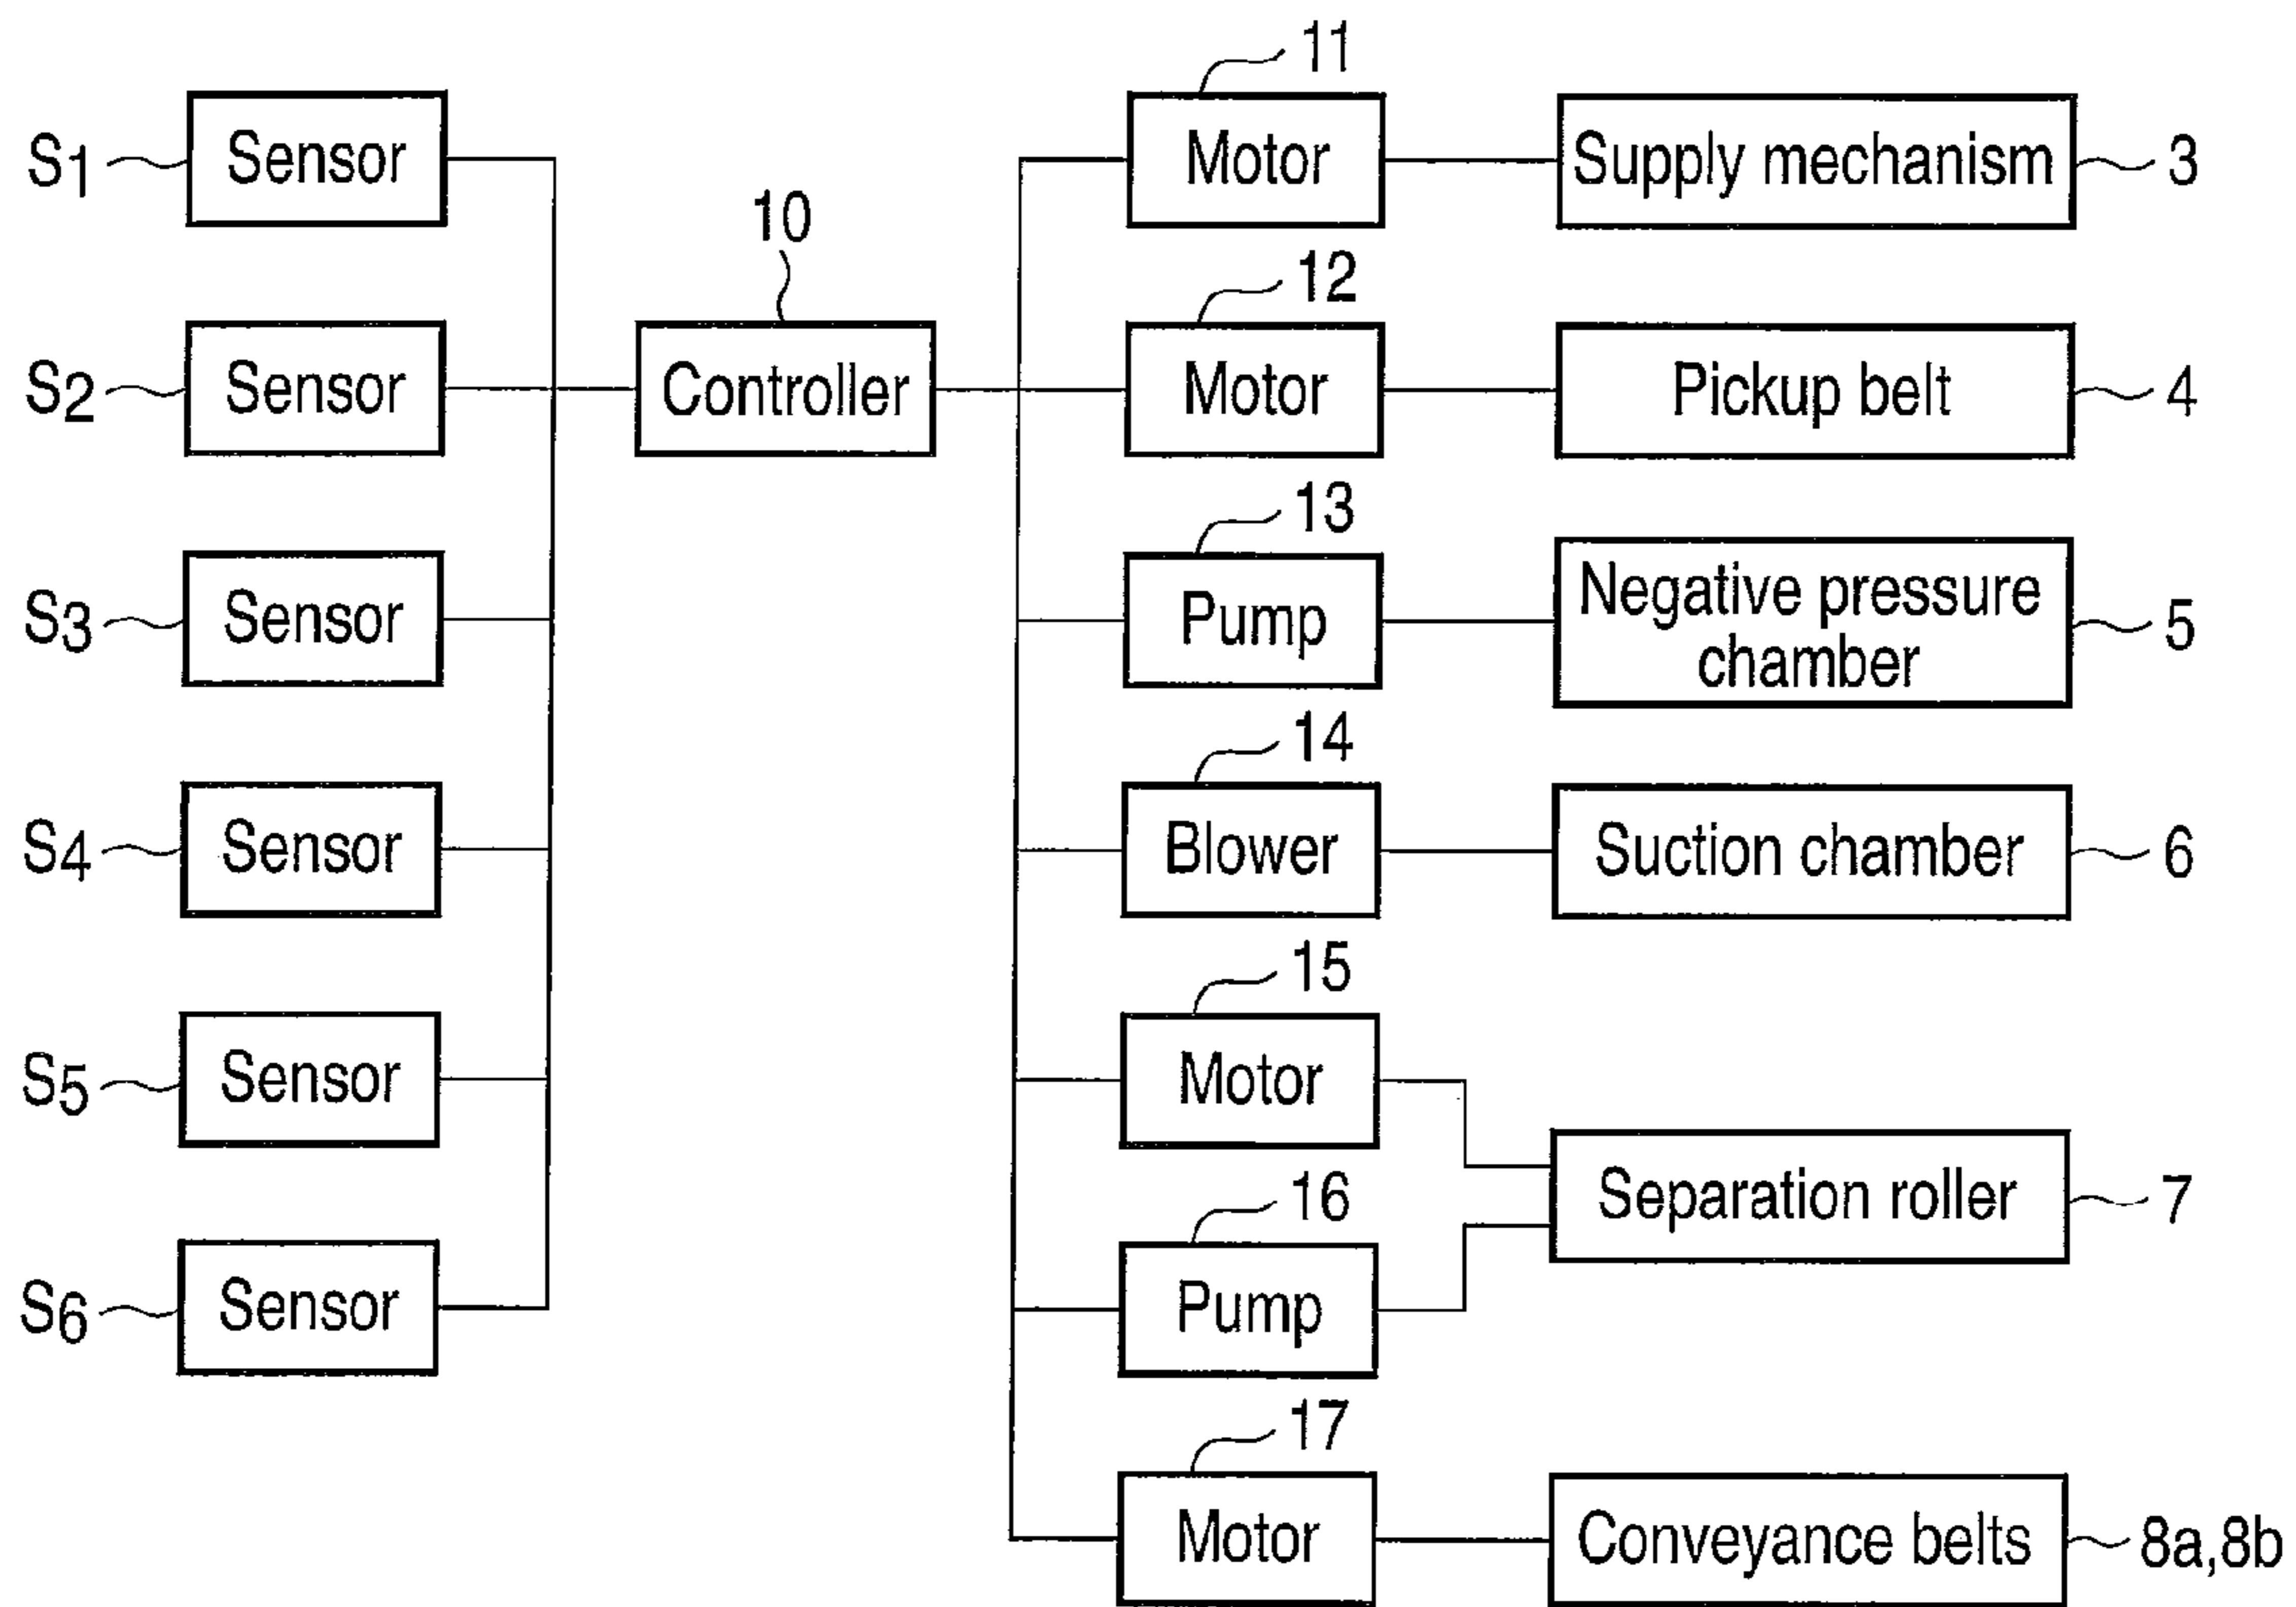 11
S1 Sensor Motor Supply mechanism 3
10
12
S2 Sensor Controller Motor Pickup belt 4
13
S3 Sensor Pump Negative pressure
chamber 5
14
S4 Sensor Blower Suction chamber 6
15
S5 Sensor Motor
16
Separation roller 7
S6 Sensor Pump
17
Motor Conveyance belts 8a,8b